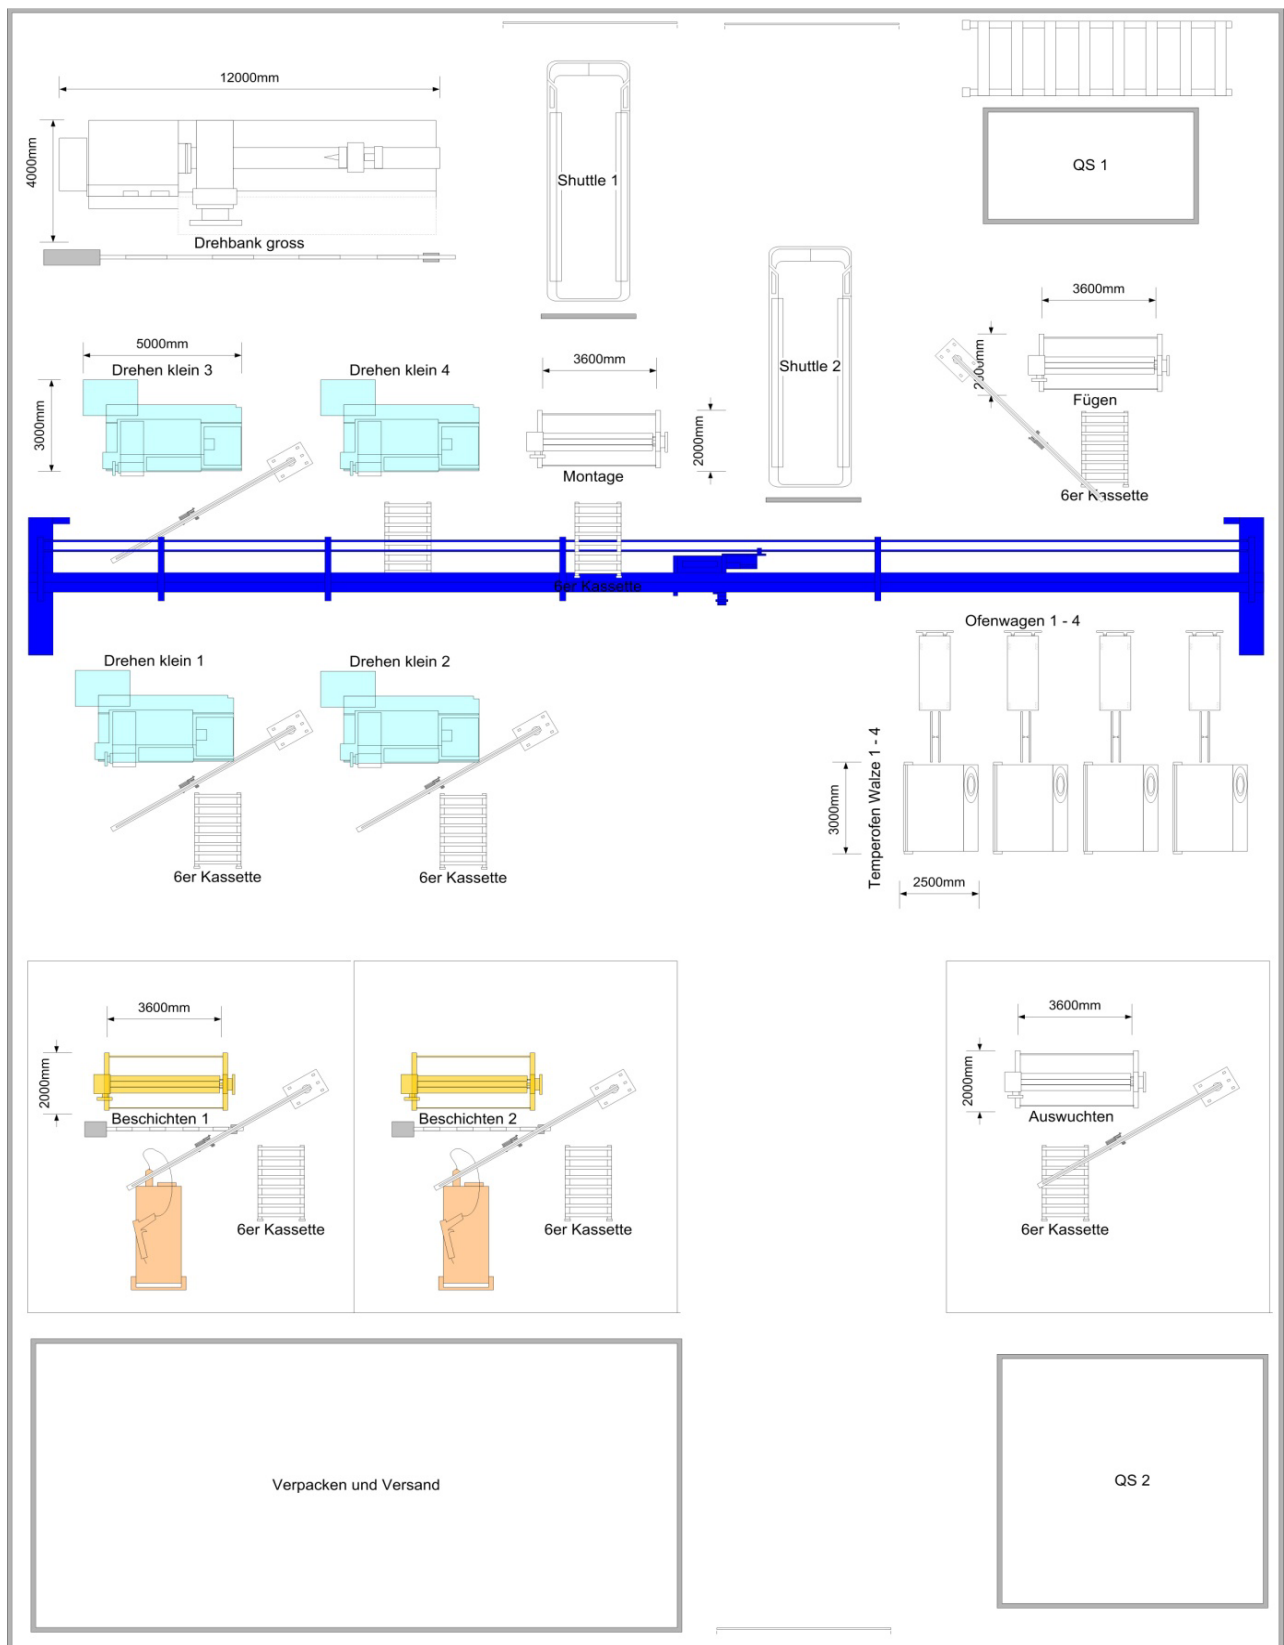 12000mm
4000mm
Drehbank gross
Shuttle 1
QS 1
Shuttle 2
3600mm
2000mm
Fügen
6er Kassette
5000mm
Drehen klein 3
Drehen klein 4
3000mm
3600mm
2000mm
Montage
6er Kassette
Ofenwagen 1 - 4
Drehen klein 1
Drehen klein 2
6er Kassette
6er Kassette
3000mm
Temperofen Walze 1 - 4
2500mm
3600mm
2000mm
Beschichten 1
Beschichten 2
6er Kassette
6er Kassette
3600mm
2000mm
Auswuchten
6er Kassette
Verpacken und Versand
QS 2